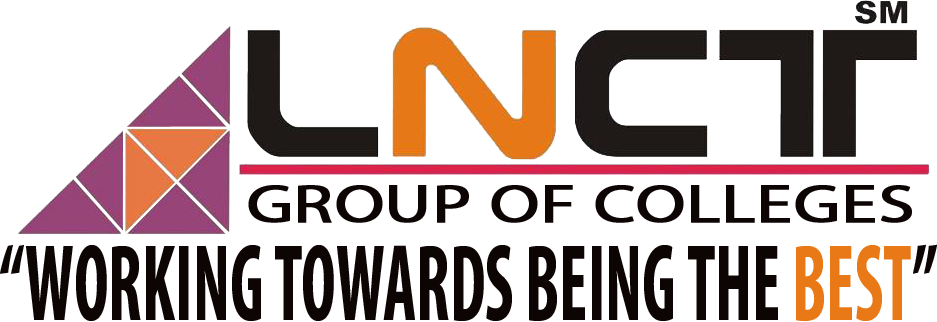 SM
LNCT
GROUP OF COLLEGES
“WORKING TOWARDS BEING THE BEST”